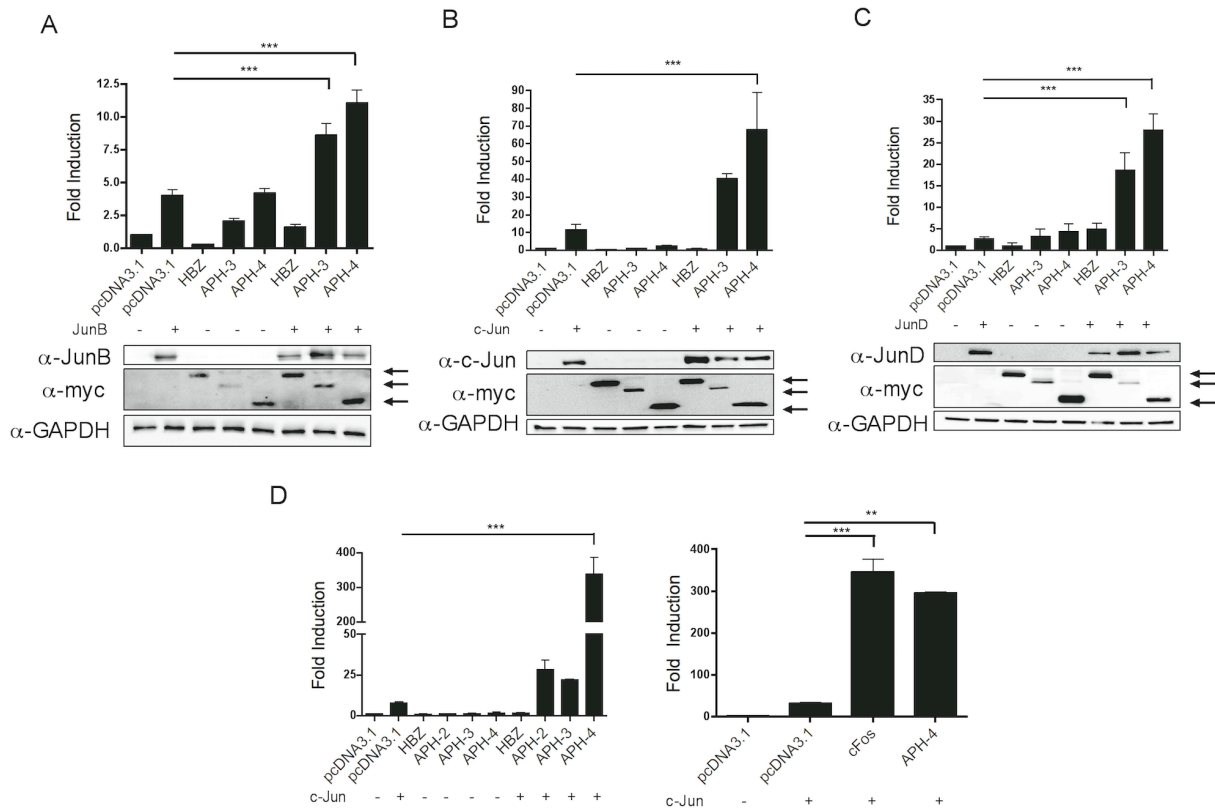 A
***
***
12.5
10.0
7.5
5.0
2.5
0.0
Fold Induction
pcDNA3.1 pcDNA3.1 HBZ APH-3 APH-4 HBZ APH-3 APH-4
JunB - + - - - + + +
α-JunB
α-myc
α-GAPDH
B
***
90
80
70
60
50
40
30
20
10
0
Fold Induction
pcDNA3.1 pcDNA3.1 HBZ APH-3 APH-4 HBZ APH-3 APH-4
c-Jun - + - - - + + +
α-c-Jun
α-myc
α-GAPDH
C
***
***
35
30
25
20
15
10
5
0
Fold Induction
pcDNA3.1 pcDNA3.1 HBZ APH-3 APH-4 HBZ APH-3 APH-4
JunD - + - - - + + +
α-JunD
α-myc
α-GAPDH
D
***
400
300
200
50
25
0
Fold Induction
pcDNA3.1 pcDNA3.1 HBZ APH-2 APH-3 APH-4 HBZ APH-2 APH-3 APH-4
c-Jun - + - - - - + + + +
**
***
400
300
200
100
0
Fold Induction
pcDNA3.1 pcDNA3.1 cFos APH-4
c-Jun - + + +